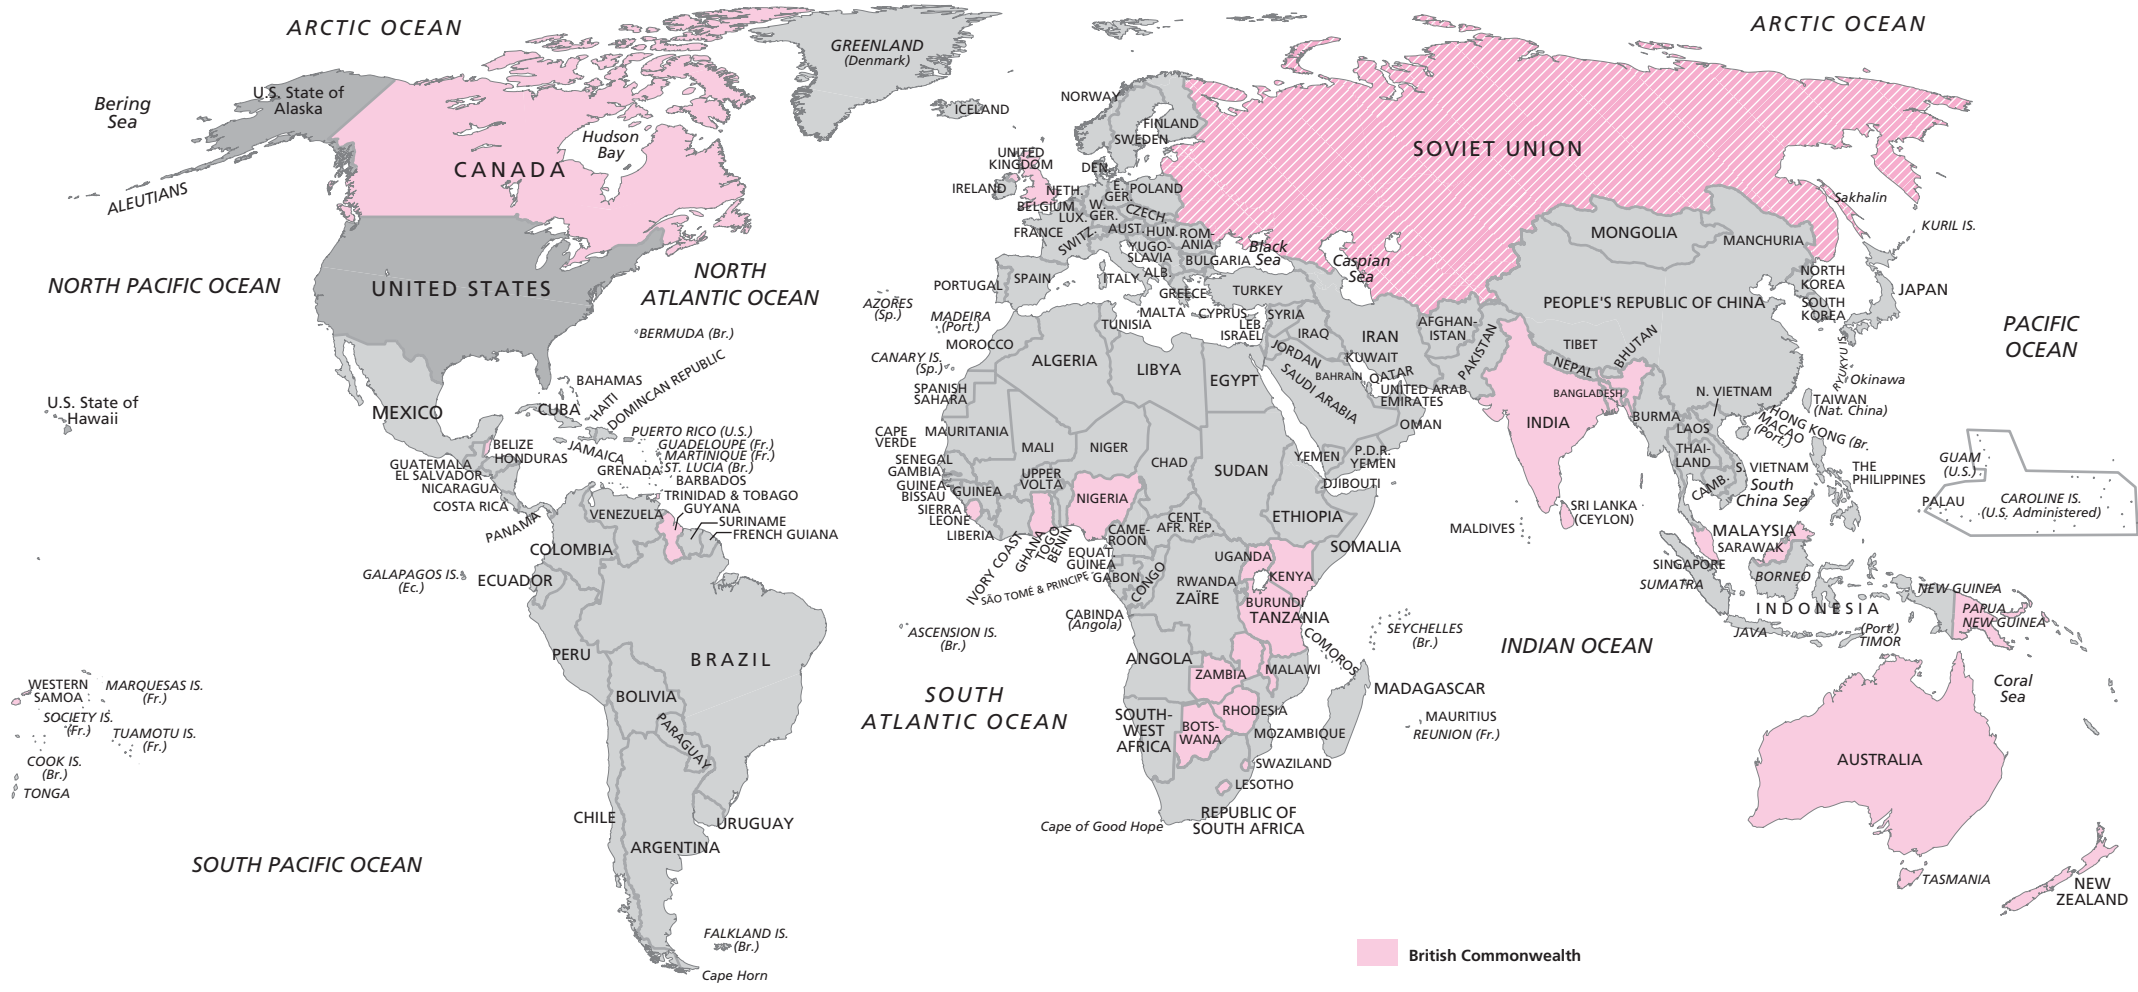 ARCTIC OCEAN
ARCTIC OCEAN
GREENLAND
(Denmark)
U.S. State of
Alaska
Bering
Sea
ICELAND
NORWAY
FINLAND
SWEDEN
Hudson
Bay
CANADA
SOVIET UNION
UNITED
KINGDOM
DEN.
IRELAND
NETH.
E.
GER.
POLAND
BELGIUM
W.
GER.
LUX.
CZECH.
ALEUTIANS
Sakhalin
KURIL IS.
FRANCE
SWITZ.
AUST.
HUN.
ROM-
ANIA
YUGO-
SLAVIA
BULGARIA
Black
Sea
Caspian
Sea
MONGOLIA
MANCHURIA
NORTH PACIFIC OCEAN
UNITED STATES
NORTH
ATLANTIC OCEAN
PORTUGAL
SPAIN
ITALY
ALB.
GREECE
TURKEY
NORTH
KOREA
SOUTH
KOREA
JAPAN
PEOPLE'S REPUBLIC OF CHINA
AZORES
(Sp.)
MADEIRA
(Port.)
BERMUDA (Br.)
TUNISIA
MALTA
CYPRUS
LEB.
ISRAEL
SYRIA
IRAQ
IRAN
AFGHAN-
ISTAN
PAKISTAN
TIBET
NEPAL
BHUTAN
PACIFIC
OCEAN
MOROCCO
CANARY IS.
(Sp.)
ALGERIA
LIBYA
EGYPT
JORDAN
KUWAIT
BAHRAIN
QATAR
SAUDI ARABIA
UNITED ARAB
EMIRATES
OMAN
BANGLADESH
INDIA
RYUKYU IS.
Okinawa
TAIWAN
(Nat. China)
U.S. State of
Hawaii
MEXICO
BAHAMAS
CUBA
HAITI
DOMINCAN REPUBLIC
SPANISH
SAHARA
N. VIETNAM
BURMA
LAOS
HONG KONG (Br.
MACAO
(Port.)
PUERTO RICO (U.S.)
GUADELOUPE (Fr.)
MARTINIQUE (Fr.)
ST. LUCIA (Br.)
BARBADOS
TRINIDAD & TOBAGO
JAMAICA
GRENADA
BELIZE
HONDURAS
GUATEMALA
EL SALVADOR
NICARAGUA
COSTA RICA
PANAMA
GUYANA
SURINAME
FRENCH GUIANA
VENEZUELA
COLOMBIA
CAPE
VERDE
MAURITANIA
MALI
NIGER
CHAD
SUDAN
SENEGAL
GAMBIA
GUINEA-
BISSAU
GUINEA
SIERRA
LEONE
LIBERIA
UPPER
VOLTA
NIGERIA
IVORY COAST
GHANA
TOGO
BENIN
CAME-
ROON
CENT.
AFR. REP.
YEMEN
P.D.R.
YEMEN
DJIBOUTI
ETHIOPIA
SOMALIA
THAI-
LAND
CAMB.
S. VIETNAM
South
China Sea
THE
PHILIPPINES
GUAM
(U.S.)
PALAU
CAROLINE IS.
(U.S. Administered)
SRI LANKA
(CEYLON)
MALDIVES
MALAYSIA
SARAWAK
SINGAPORE
SUMATRA
BORNEO
INDONESIA
JAVA
(Port.)
TIMOR
NEW GUINEA
PAPUA
NEW GUINEA
GALAPAGOS IS.
(Ec.)
ECUADOR
PERU
BRAZIL
BOLIVIA
PARAGUAY
EQUAT.
GUINEA
SÃO TOMÉ & PRINCIPE
GABON
CONGO
UGANDA
KENYA
RWANDA
ZAÏRE
BURUNDI
TANZANIA
CABINDA
(Angola)
ASCENSION IS.
(Br.)
SEYCHELLES
(Br.)
INDIAN OCEAN
COMOROS
ANGOLA
ZAMBIA
MALAWI
MADAGASCAR
MAURITIUS
REUNION (Fr.)
RHODESIA
MOZAMBIQUE
SOUTH-
WEST
AFRICA
BOTS-
WANA
SWAZILAND
LESOTHO
REPUBLIC OF
SOUTH AFRICA
Cape of Good Hope
SOUTH
ATLANTIC OCEAN
WESTERN
SAMOA
MARQUESAS IS.
(Fr.)
SOCIETY IS.
(Fr.)
TUAMOTU IS.
(Fr.)
COOK IS.
(Br.)
TONGA
Coral
Sea
AUSTRALIA
TASMANIA
NEW
ZEALAND
CHILE
URUGUAY
ARGENTINA
SOUTH PACIFIC OCEAN
FALKLAND IS.
(Br.)
Cape Horn
British Commonwealth